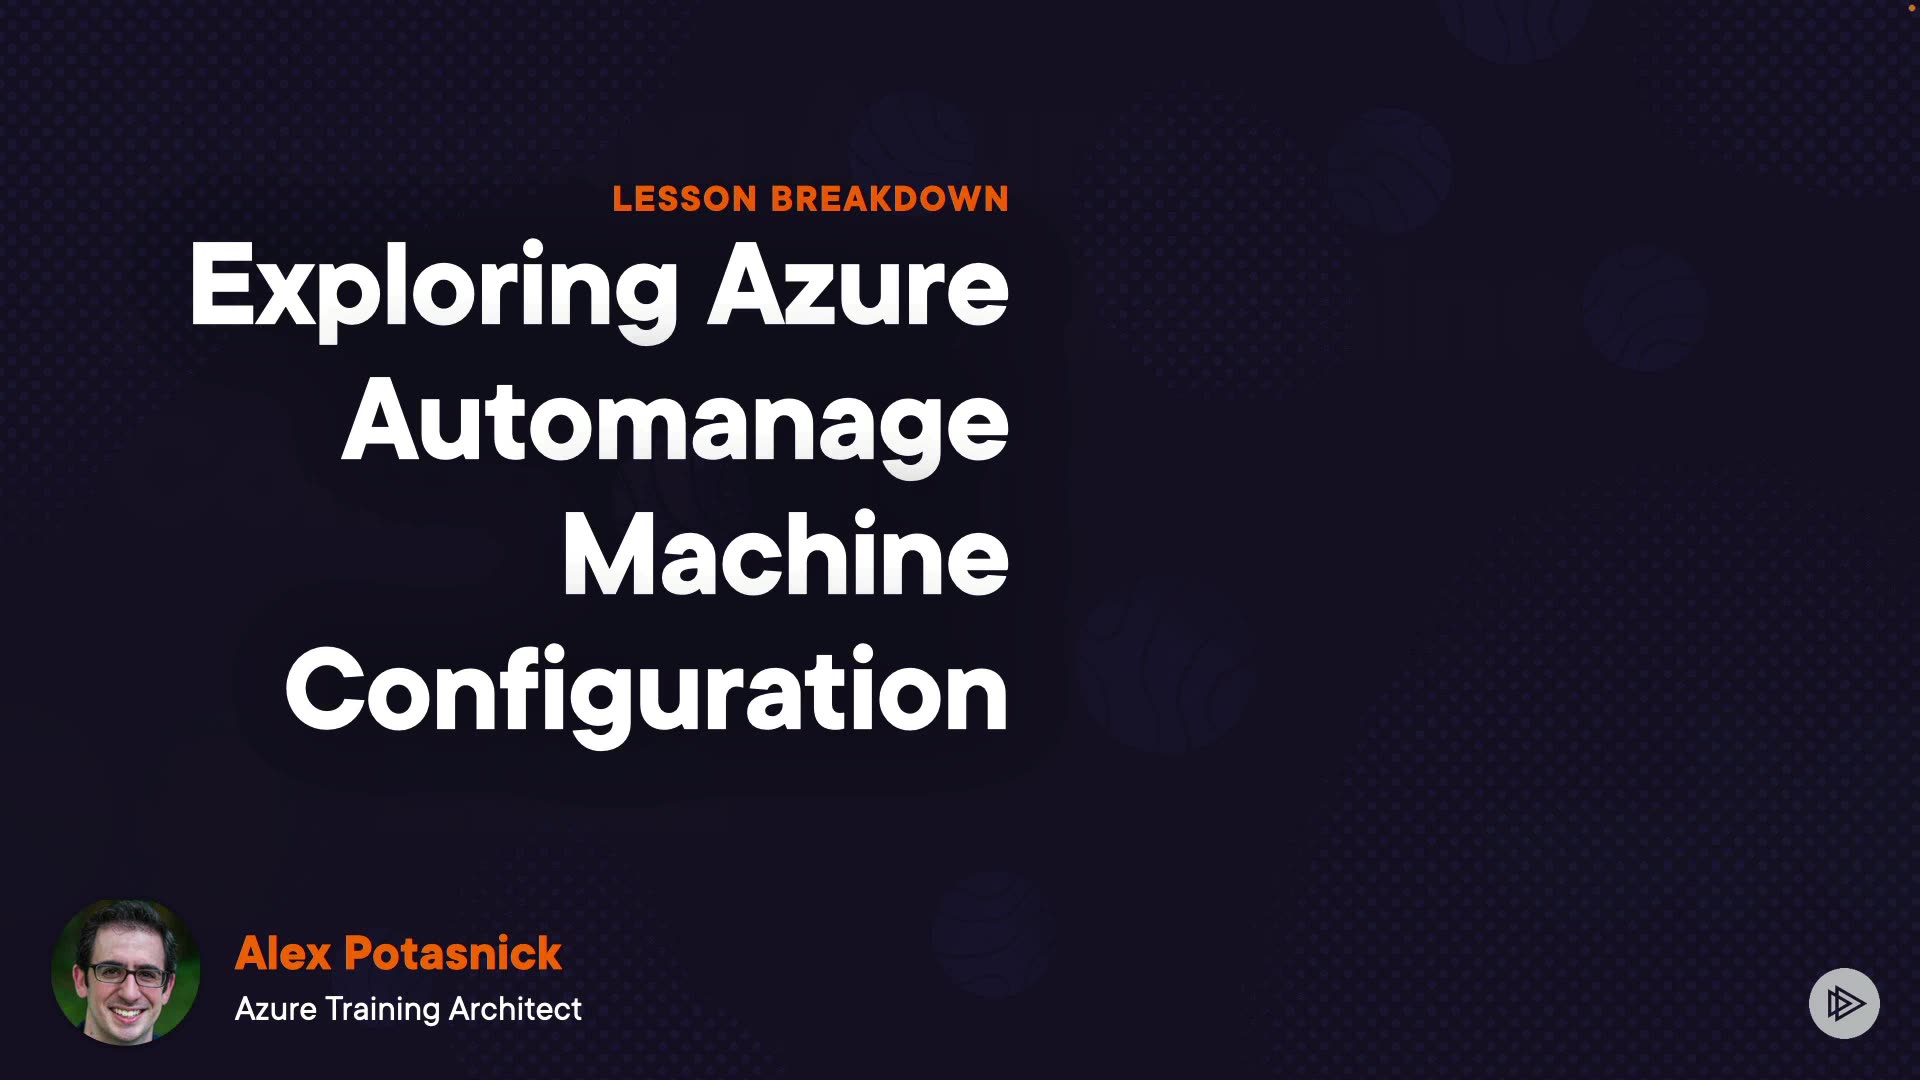 LESSON BREAKDOWN
Exploring Azure
Automanage
Machine
Configuration
Alex Potasnick
Azure Training Architect